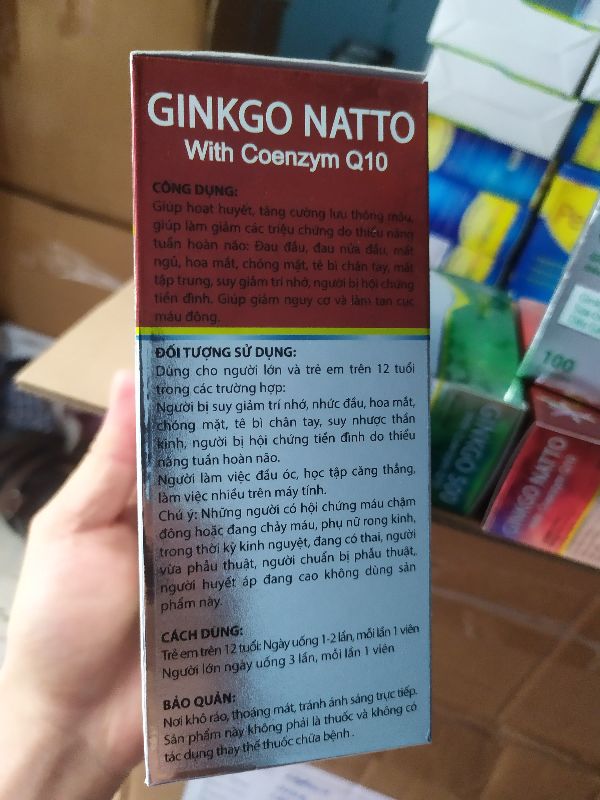 GINKGO NATTO
With Coenzym Q10
CÔNG DỤNG:
Giúp hoạt huyết, tăng cường lưu thông máu,
giúp làm giảm các triệu chứng do thiểu năng
tuần hoàn não: Đau đầu, đau nửa đầu, mất
ngủ, hoa mắt, chóng mặt, tê bì chân tay, mất
tập trung, suy giảm trí nhớ, người bị hội chứng
tiền đình. Giúp giảm nguy cơ và làm tan cục
máu đông.
ĐỐI TƯỢNG SỬ DỤNG:
Dùng cho người lớn và trẻ em trên 12 tuổi
trong các trường hợp:
Người bị suy giảm trí nhớ, nhức đầu, hoa mắt,
chóng mặt, tê bì chân tay, suy nhược thần
kinh, người bị hội chứng tiền đình do thiểu
năng tuần hoàn não.
Người làm việc đầu óc, học tập căng thẳng,
làm việc nhiều trên máy tính.
Chú ý: Những người có hội chứng máu chậm
đông hoặc đang chảy máu, phụ nữ rong kinh,
trong thời kỳ kinh nguyệt, đang có thai, người
vừa phẫu thuật, người chuẩn bị phẫu thuật,
người huyết áp đang cao không dùng sản
phẩm này.
CÁCH DÙNG:
Trẻ em trên 12 tuổi: Ngày uống 1-2 lần, mỗi lần 1 viên
Người lớn ngày uống 3 lần, mỗi lần 1 viên
BẢO QUẢN:
Nơi khô ráo, thoáng mát, tránh ánh sáng trực tiếp.
Sản phẩm này không phải là thuốc và không có
tác dụng thay thế thuốc chữa bệnh.
100
GINKGO 500
GINKGO NATTO